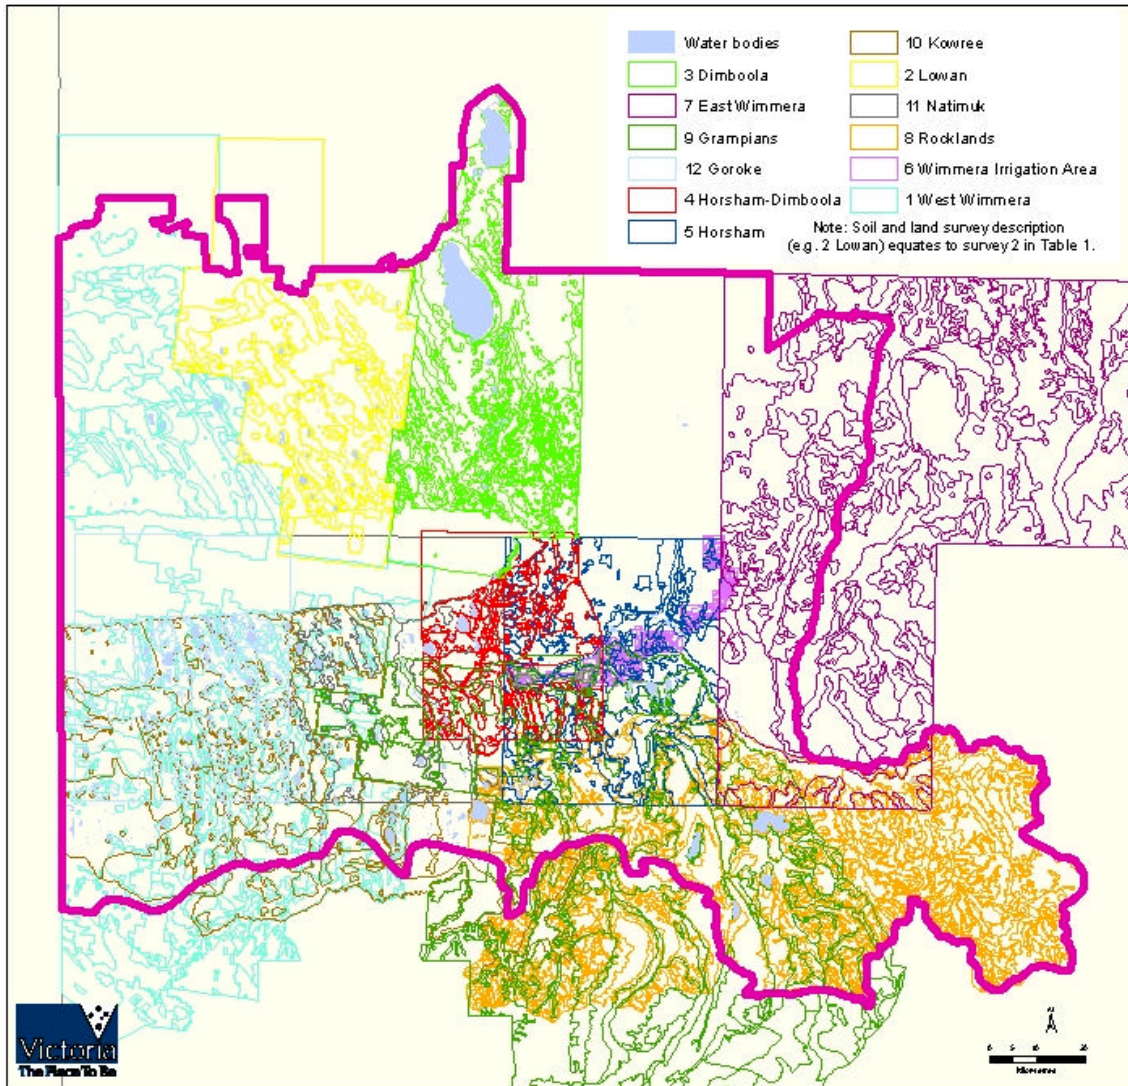 Water bodies
3 Dimboola
7 East Wimmera
9 Grampians
12 Goroke
4 Horsham-Dimboola
5 Horsham
10 Kowree
2 Lowan
11 Natimuk
8 Rocklands
6 Wimmera Irrigation Area
1 West Wimmera
Note: Soil and land survey description
(e.g. 2 Lowan) equates to survey 2 in Table 1.
Victoria
The Place To Be